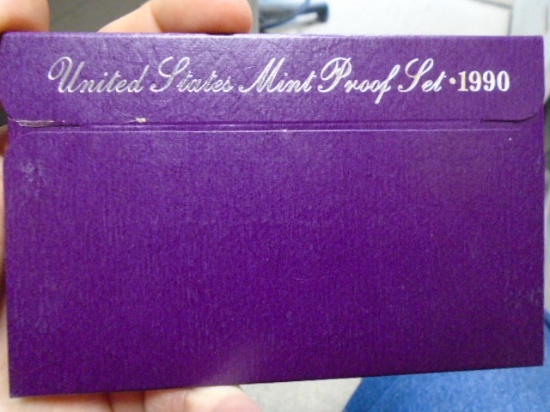 United States Mint Proof Set · 1990